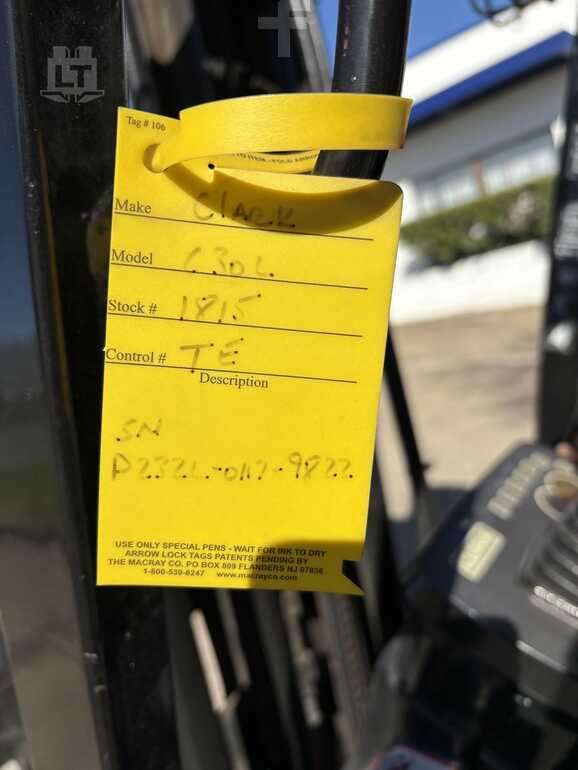 LT
Tag # 106
Make Clark
Model C30L
Stock # 1815
Control # TE
Description
SN
P232L-0117-9822
USE ONLY SPECIAL PENS - WAIT FOR INK TO DRY
ARROW LOCK TAGS PATENTS PENDING BY
THE MACRAY CO. PO BOX 809 FLANDERS NJ 07836
1-800-539-8247 www.macrayco.com